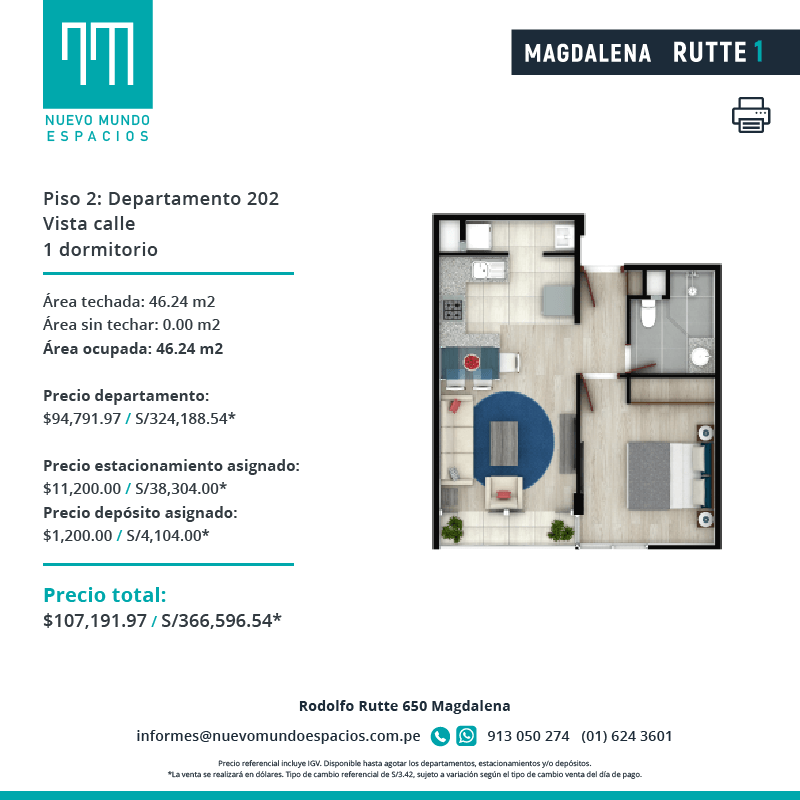 NUEVO MUNDO
ESPACIOS
MAGDALENA RUTTE 1
Piso 2: Departamento 202
Vista calle
1 dormitorio
Área techada: 46.24 m2
Área sin techar: 0.00 m2
Área ocupada: 46.24 m2
Precio departamento:
$94,791.97 / S/324,188.54*
Precio estacionamiento asignado:
$11,200.00 / S/38,304.00*
Precio depósito asignado:
$1,200.00 / S/4,104.00*
Precio total:
$107,191.97 / S/366,596.54*
Rodolfo Rutte 650 Magdalena
informes@nuevomundoespacios.com.pe 913 050 274 (01) 624 3601
Precio referencial incluye IGV. Disponible hasta agotar los departamentos, estacionamientos y/o depósitos.
*La venta se realizará en dólares. Tipo de cambio referencial de S/3.42, sujeto a variación según el tipo de cambio venta del día de pago.